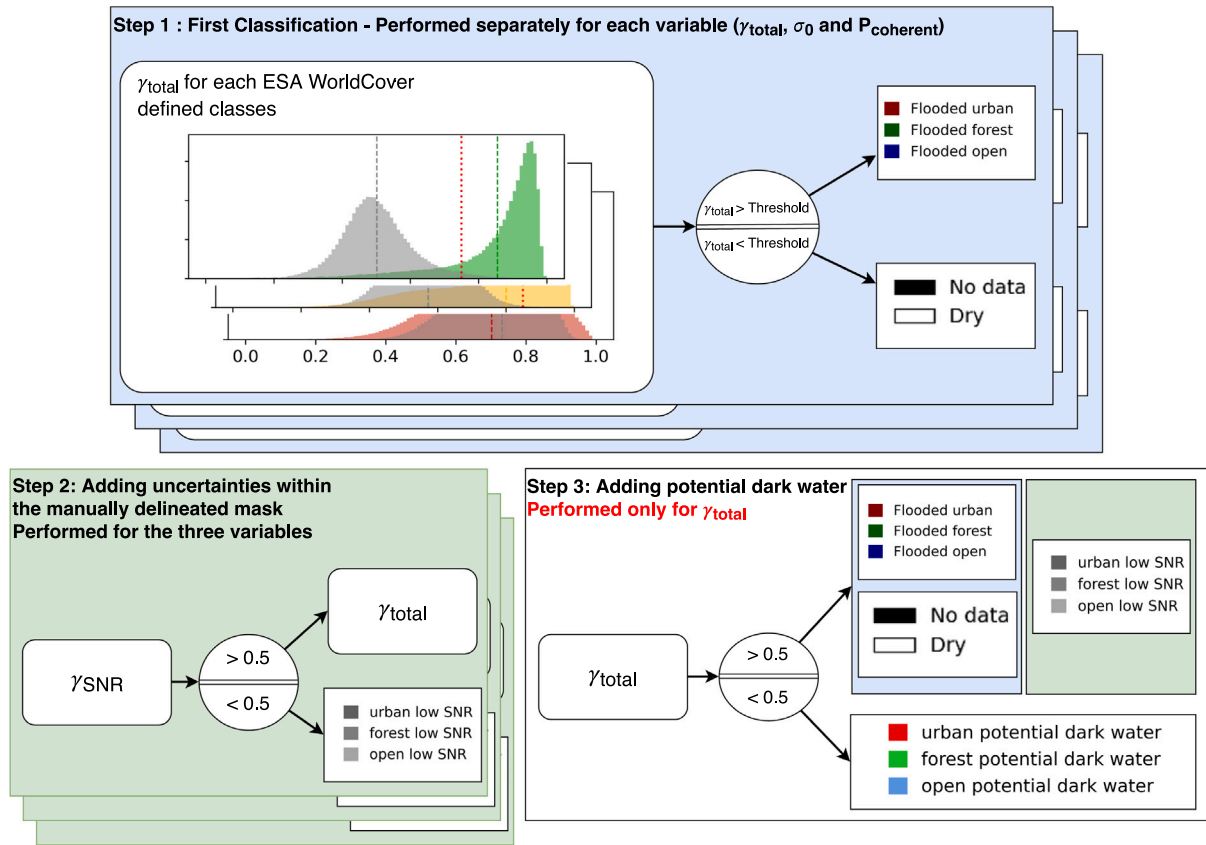 Step 1 : First Classification - Performed separately for each variable (γtotal, σ0 and Pcoherent)
γtotal for each ESA WorldCover
defined classes
0.0 0.2 0.4 0.6 0.8 1.0
γtotal > Threshold
γtotal < Threshold
Flooded urban
Flooded forest
Flooded open
No data
Dry
Step 2: Adding uncertainties within
the manually delineated mask
Performed for the three variables
γSNR
> 0.5
< 0.5
γtotal
urban low SNR
forest low SNR
open low SNR
Step 3: Adding potential dark water
Performed only for γtotal
γtotal
> 0.5
< 0.5
Flooded urban
Flooded forest
Flooded open
No data
Dry
urban low SNR
forest low SNR
open low SNR
urban potential dark water
forest potential dark water
open potential dark water